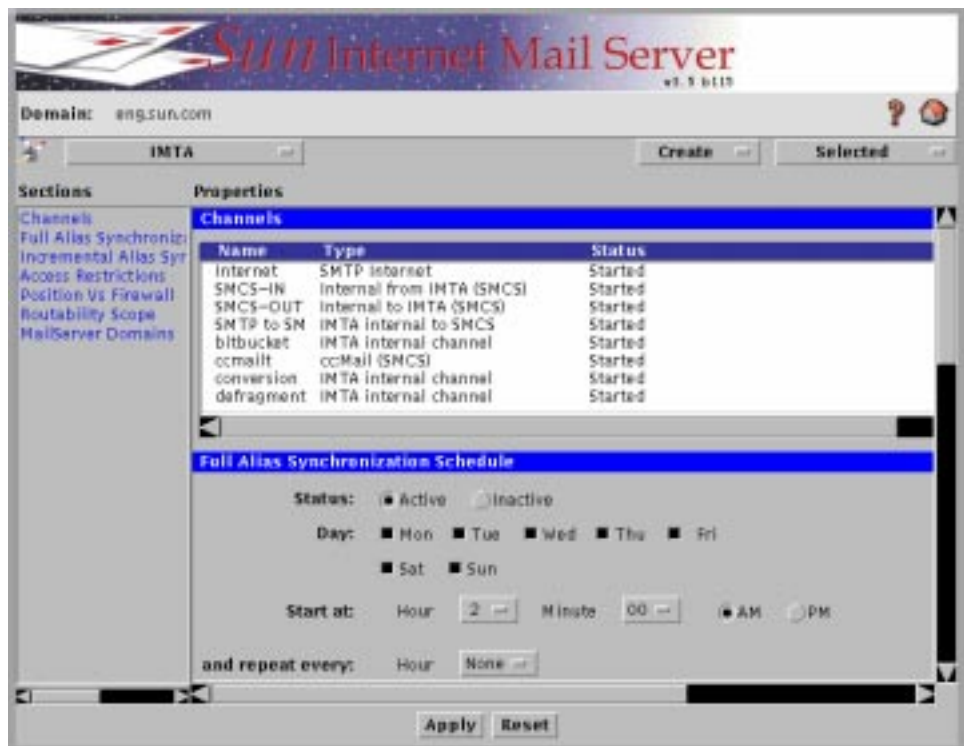 Sun Internet Mail Server
v3.5 b115
Domain: eng.sun.com
IMTA Create Selected
Sections
Channels
Full Alias Synchroniz
Incremental Alias Syr
Access Restrictions
Position Vs Firewall
Routability Scope
MailServer Domains
Properties
Channels
Name Type Status
Internet SMTP Internet Started
SMCS-IN Internal from IMTA (SMCS) Started
SMCS-OUT Internal to IMTA (SMCS) Started
SMTP to SM IMTA internal to SMCS Started
bitbucket IMTA internal channel Started
ccmailt cc:Mail (SMCS) Started
conversion IMTA internal channel Started
defragment IMTA internal channel Started
Full Alias Synchronization Schedule
Status: Active Inactive
Day: Mon Tue Wed Thu Fri
Sat Sun
Start at: Hour 2 Minute 00 AM PM
and repeat every: Hour None
Apply Reset